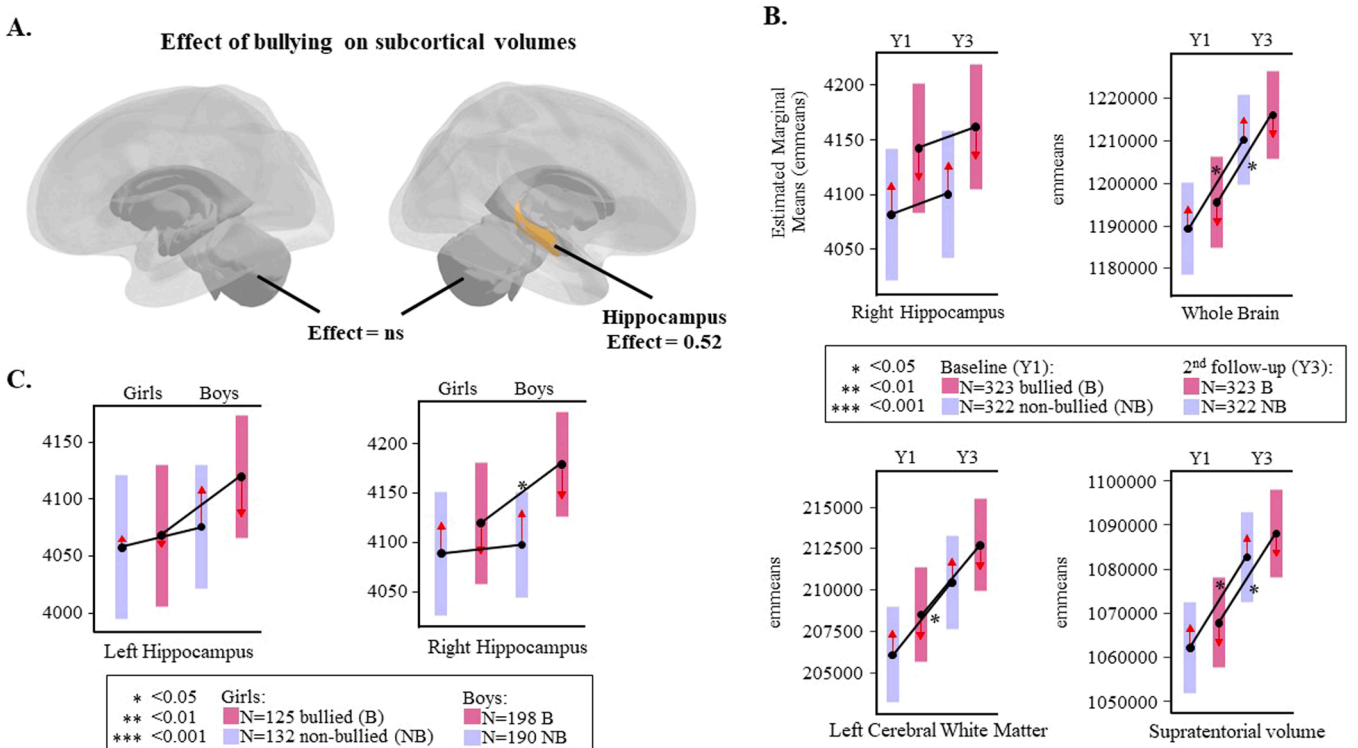 A.
Effect of bullying on subcortical volumes
Effect = ns
Hippocampus
Effect = 0.52
B.
Y1 Y3
Estimated Marginal
Means (emmeans)
4200
4150
4100
4050
Right Hippocampus
Y1 Y3
emmeans
1220000
1210000
1200000
1190000
1180000
*
*
Whole Brain
* <0.05 Baseline (Y1): 2nd follow-up (Y3):
** <0.01 N=323 bullied (B) N=323 B
*** <0.001 N=322 non-bullied (NB) N=322 NB
Y1 Y3
emmeans
215000
212500
210000
207500
205000
*
Left Cerebral White Matter
Y1 Y3
emmeans
1100000
1090000
1080000
1070000
1060000
1050000
*
*
Supratentorial volume
C.
Girls Boys
4150
4100
4050
4000
Left Hippocampus
Girls Boys
4200
4150
4100
4050
*
Right Hippocampus
* <0.05 Girls: Boys:
** <0.01 N=125 bullied (B) N=198 B
*** <0.001 N=132 non-bullied (NB) N=190 NB